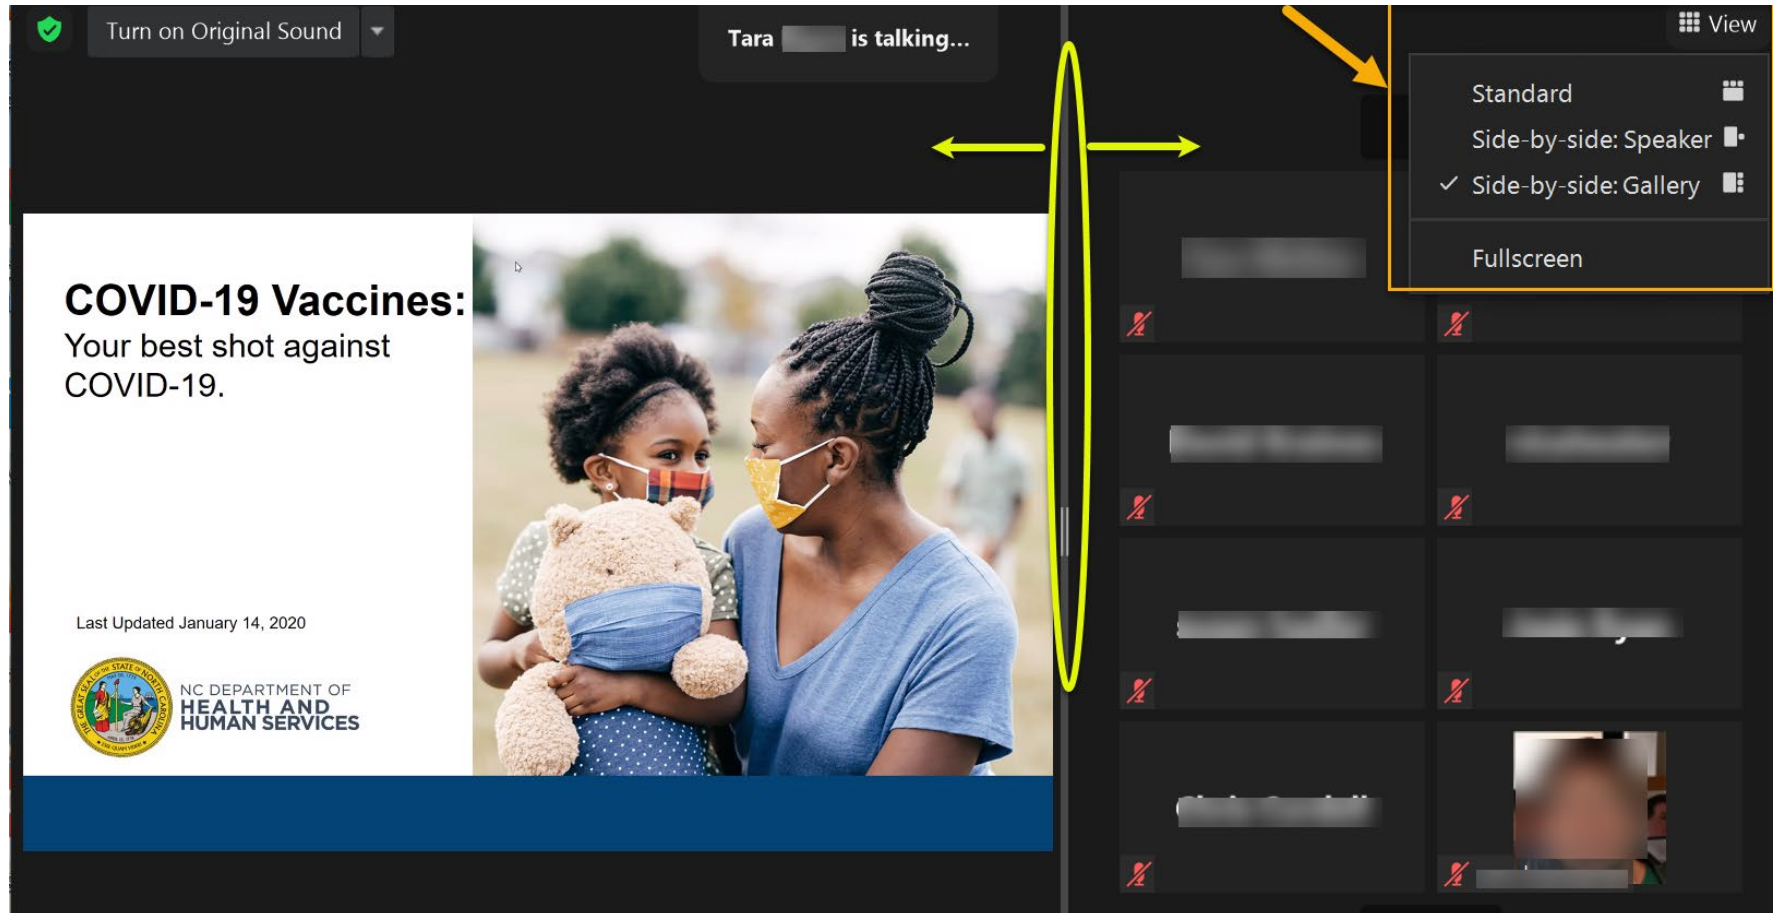 Turn on Original Sound
Tara
is talking...
View
Standard
Side-by-side: Speaker
Side-by-side: Gallery
Fullscreen
COVID-19 Vaccines:
Your best shot against
COVID-19.
Last Updated January 14, 2020
NC DEPARTMENT OF
HEALTH AND
HUMAN SERVICES